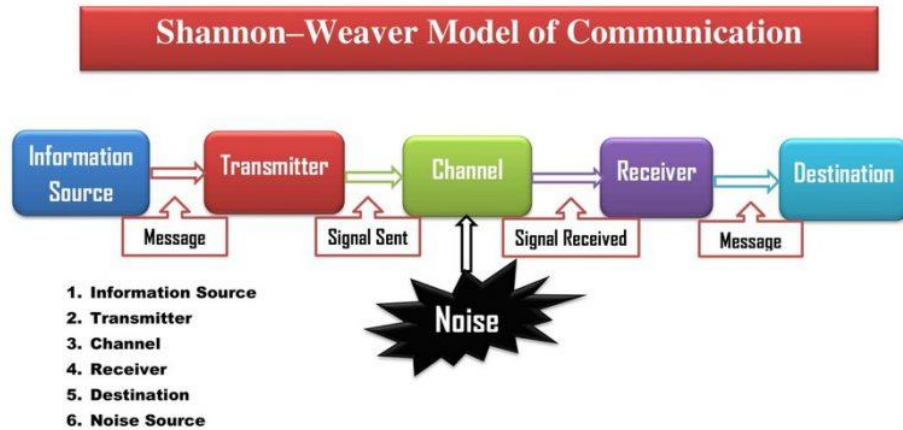 Shannon–Weaver Model of Communication
Information
Source
Transmitter
Channel
Receiver
Destination
Message
Signal Sent
Signal Received
Message
Noise
1. Information Source
2. Transmitter
3. Channel
4. Receiver
5. Destination
6. Noise Source